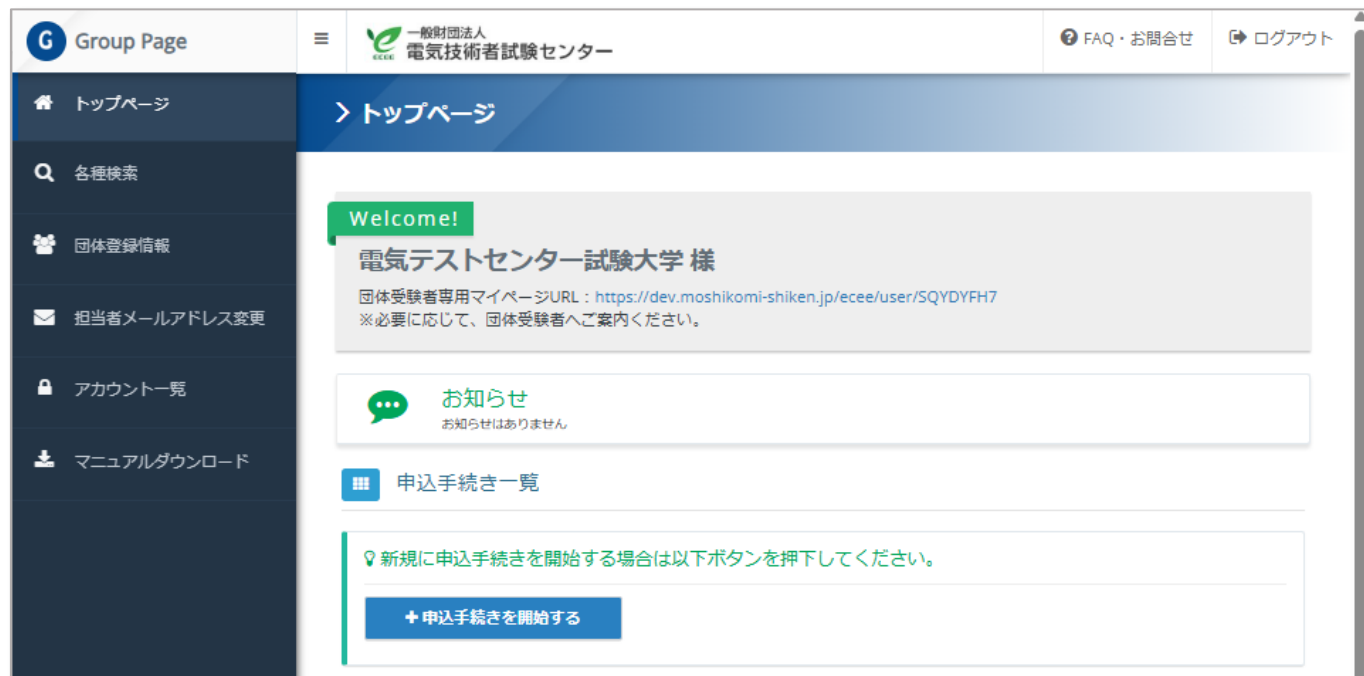 G Group Page
一般財団法人
電気技術者試験センター
ECEE
FAQ・お問合せ
ログアウト
トップページ
各種検索
団体登録情報
担当者メールアドレス変更
アカウント一覧
マニュアルダウンロード
トップページ
Welcome!
電気テストセンター試験大学 様
団体受験者専用マイページURL：https://dev.moshikomi-shiken.jp/ecee/user/SQYDYFH7
※必要に応じて、団体受験者へご案内ください。
お知らせ
お知らせはありません
申込手続き一覧
新規に申込手続きを開始する場合は以下ボタンを押下してください。
+申込手続きを開始する